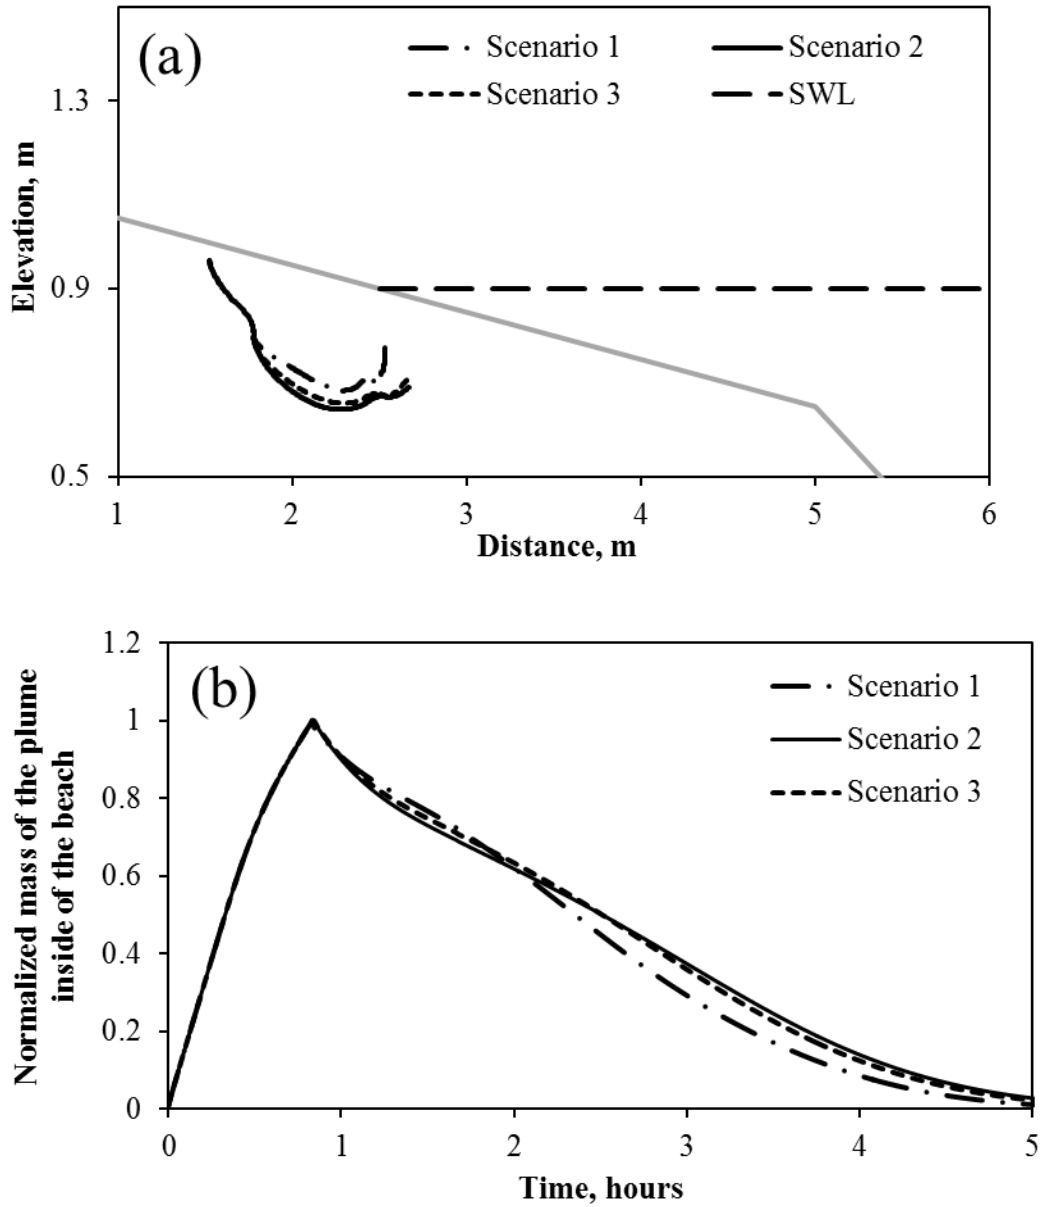 (a)
Scenario 1
Scenario 2
Scenario 3
SWL
1.3
0.9
0.5
Elevation, m
1 2 3 4 5 6
Distance, m
(b)
Scenario 1
Scenario 2
Scenario 3
1.2
1
0.8
0.6
0.4
0.2
0
Normalized mass of the plume
inside of the beach
0 1 2 3 4 5
Time, hours